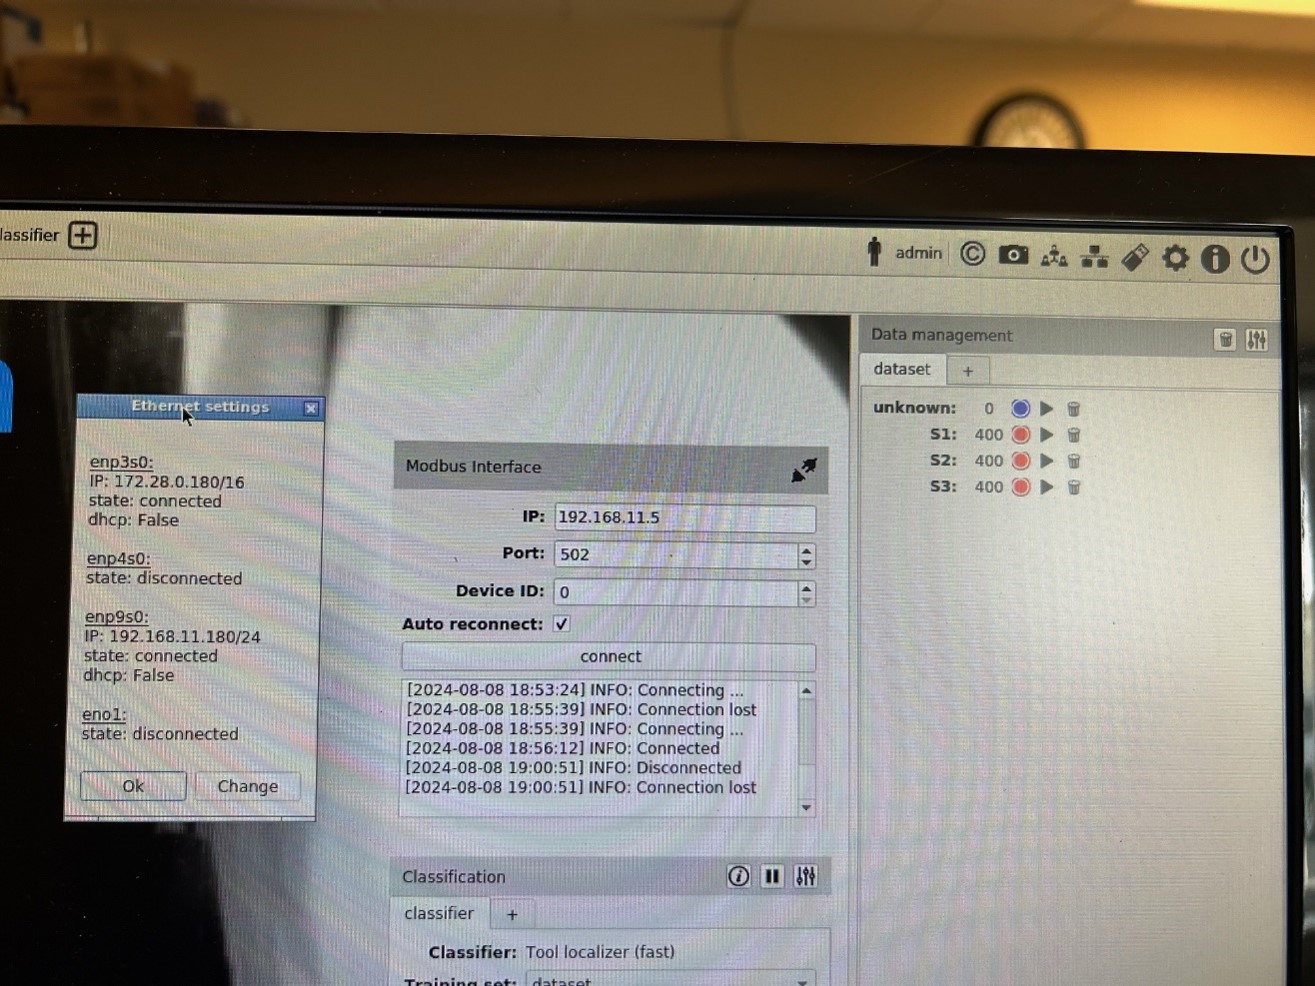 lassifier
admin
Data management
dataset +
unknown: 0
S1: 400
S2: 400
S3: 400
Ethernet settings
enp3s0:
IP: 172.28.0.180/16
state: connected
dhcp: False
enp4s0:
state: disconnected
enp9s0:
IP: 192.168.11.180/24
state: connected
dhcp: False
eno1:
state: disconnected
Ok Change
Modbus Interface
IP: 192.168.11.5
Port: 502
Device ID: 0
Auto reconnect:
connect
[2024-08-08 18:53:24] INFO: Connecting ...
[2024-08-08 18:55:39] INFO: Connection lost
[2024-08-08 18:55:39] INFO: Connecting ...
[2024-08-08 18:56:12] INFO: Connected
[2024-08-08 19:00:51] INFO: Disconnected
[2024-08-08 19:00:51] INFO: Connection lost
Classification
classifier +
Classifier: Tool localizer (fast)
Training set: dataset